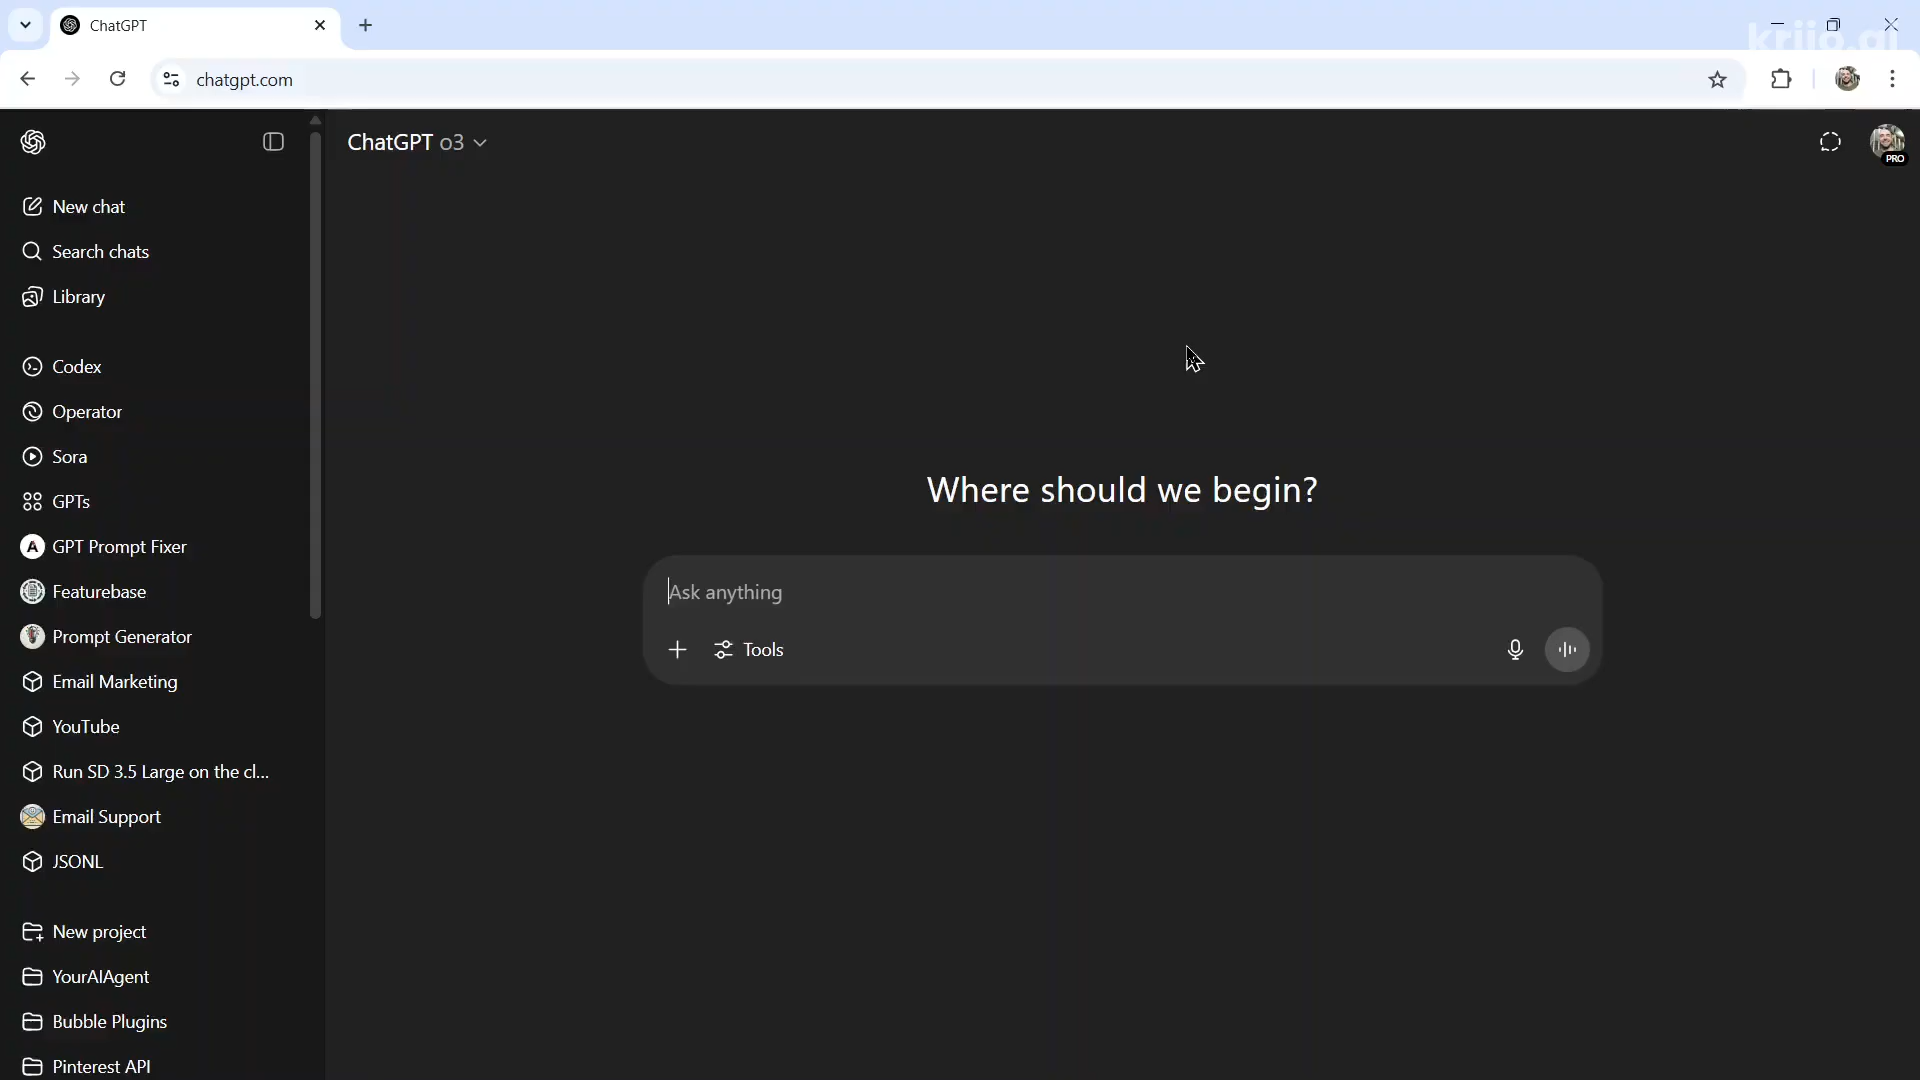 ChatGPT
kriio.ai
chatgpt.com
ChatGPT o3
PRO
New chat
Search chats
Library
Codex
Operator
Sora
GPTs
A GPT Prompt Fixer
Featurebase
Prompt Generator
Email Marketing
YouTube
Run SD 3.5 Large on the cl...
Email Support
JSONL
New project
YourAIAgent
Bubble Plugins
Pinterest API
Where should we begin?
Ask anything
Tools